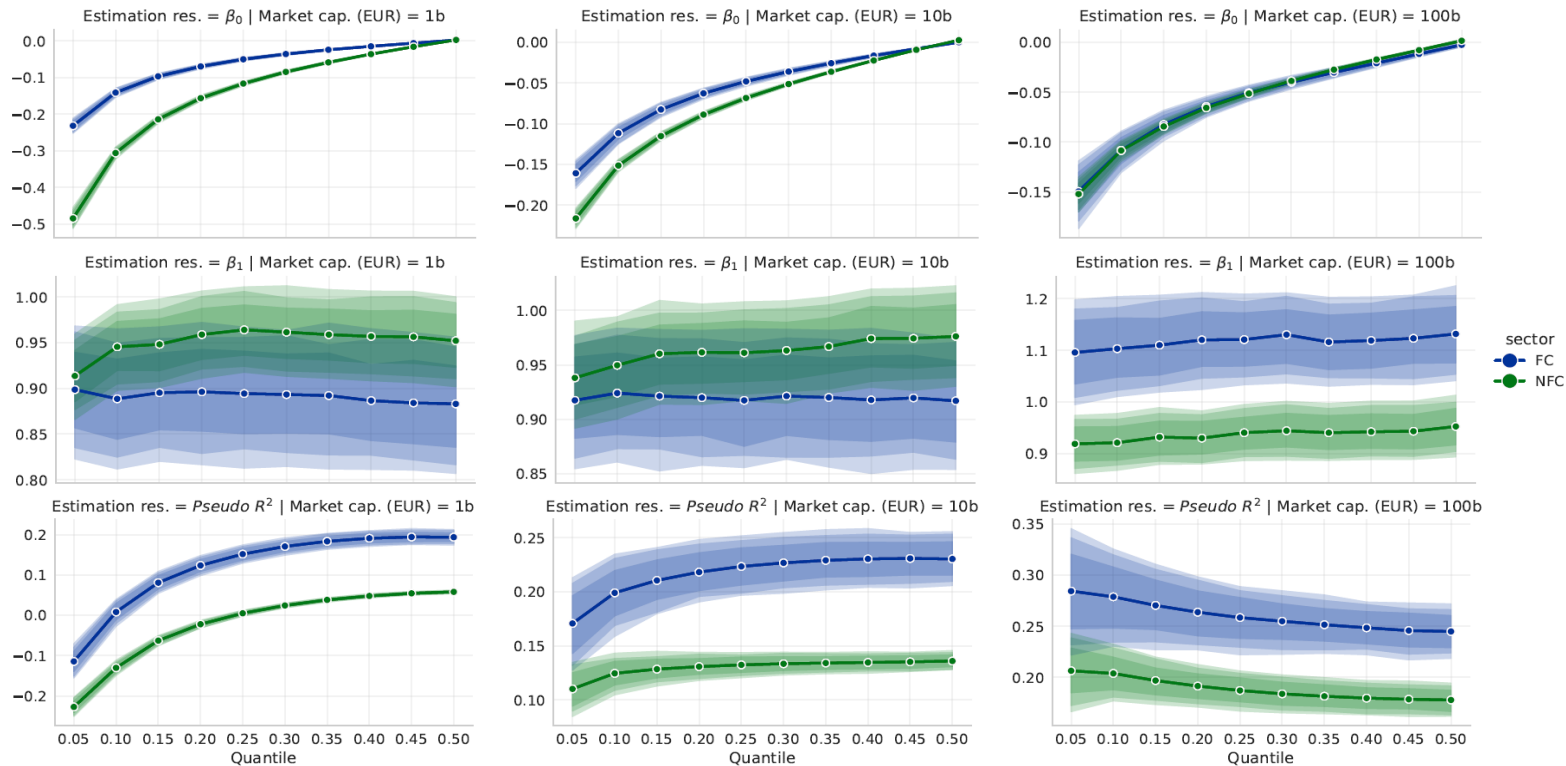 Estimation res. = β₀ | Market cap. (EUR) = 1b
Estimation res. = β₀ | Market cap. (EUR) = 10b
Estimation res. = β₀ | Market cap. (EUR) = 100b
0.0
−0.1
−0.2
−0.3
−0.4
−0.5
0.00
−0.05
−0.10
−0.15
−0.20
0.00
−0.05
−0.10
−0.15
Estimation res. = β₁ | Market cap. (EUR) = 1b
Estimation res. = β₁ | Market cap. (EUR) = 10b
Estimation res. = β₁ | Market cap. (EUR) = 100b
1.00
0.95
0.90
0.85
0.80
1.00
0.95
0.90
0.85
1.2
1.1
1.0
0.9
sector
FC
NFC
Estimation res. = Pseudo R² | Market cap. (EUR) = 1b
Estimation res. = Pseudo R² | Market cap. (EUR) = 10b
Estimation res. = Pseudo R² | Market cap. (EUR) = 100b
0.2
0.1
0.0
−0.1
−0.2
0.25
0.20
0.15
0.10
0.35
0.30
0.25
0.20
0.05 0.10 0.15 0.20 0.25 0.30 0.35 0.40 0.45 0.50
0.05 0.10 0.15 0.20 0.25 0.30 0.35 0.40 0.45 0.50
0.05 0.10 0.15 0.20 0.25 0.30 0.35 0.40 0.45 0.50
Quantile
Quantile
Quantile